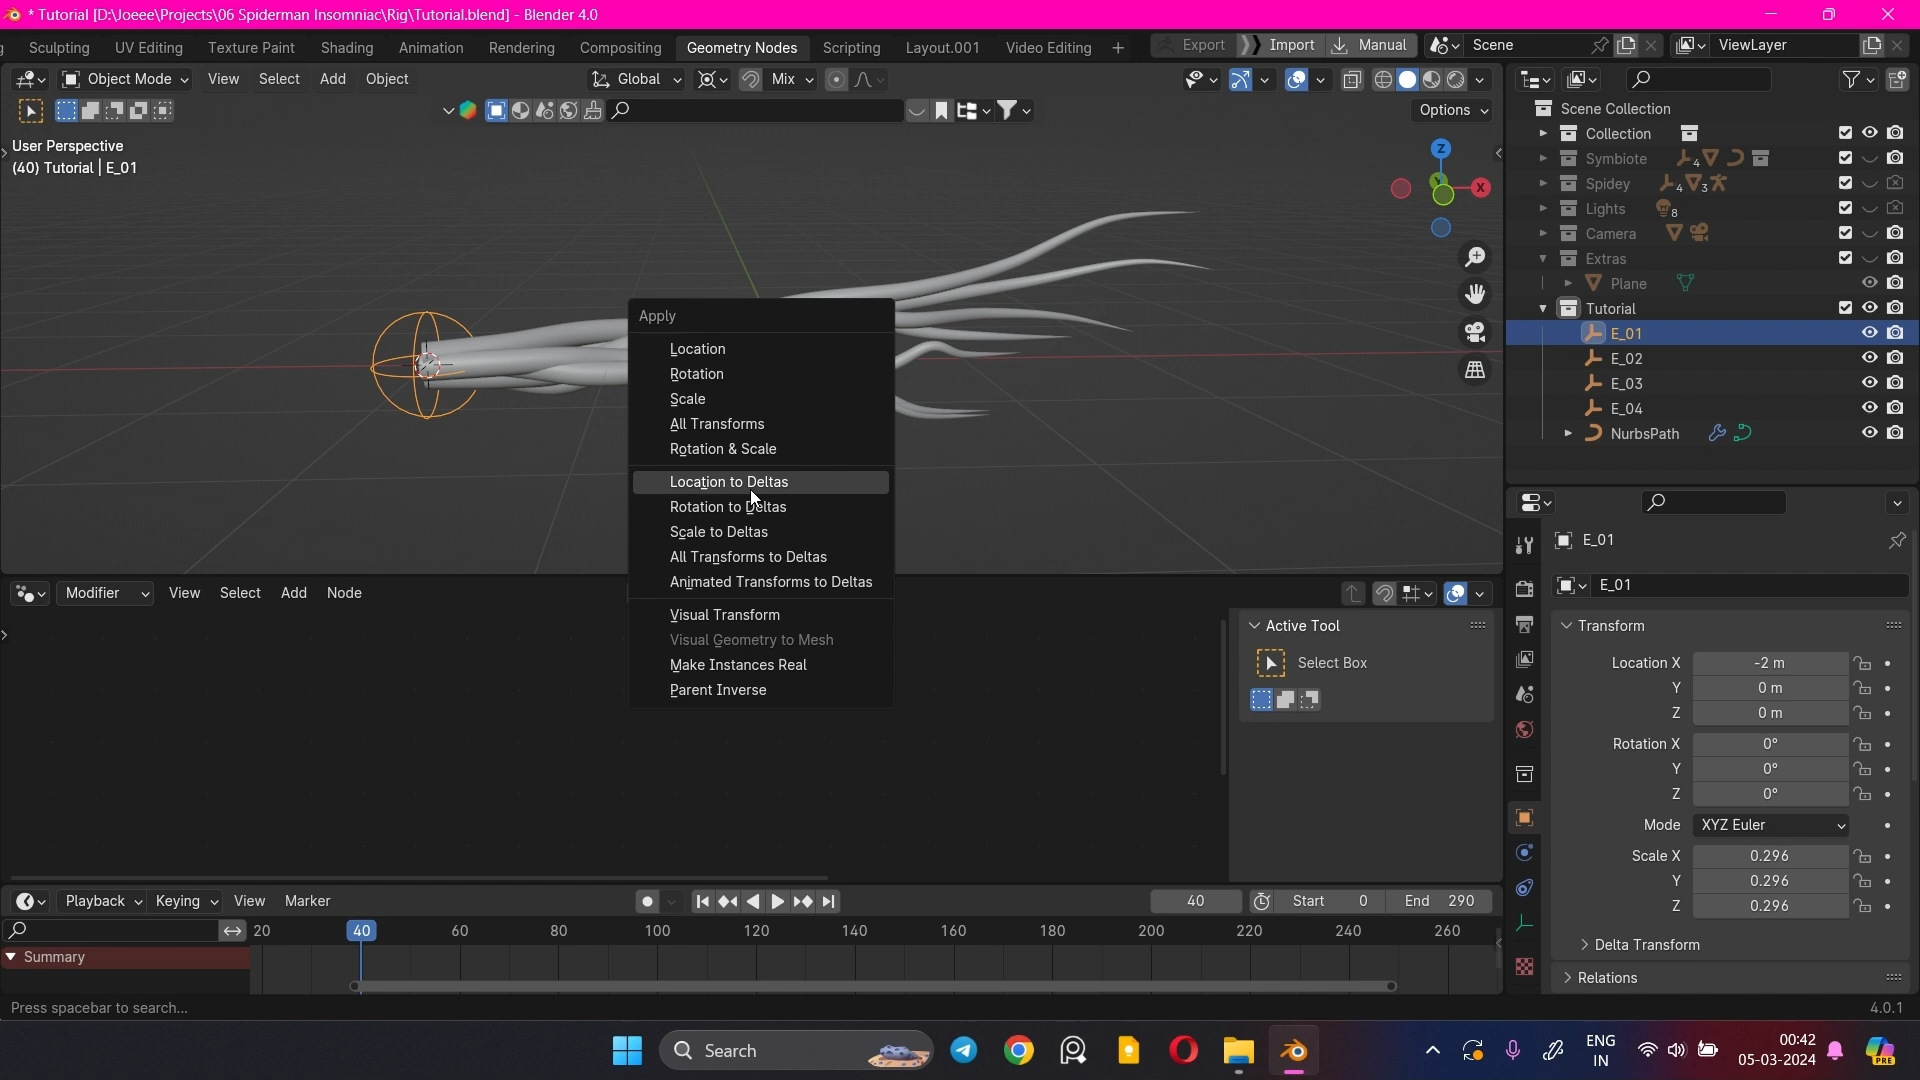 * Tutorial [D:\Joeee\Projects\06 Spiderman Insomniac\Rig\Tutorial.blend] - Blender 4.0
Sculpting UV Editing Texture Paint Shading Animation Rendering Compositing Geometry Nodes Scripting Layout.001 Video Editing + Export Import Manual Scene ViewLayer
Object Mode View Select Add Object Global Mix
Options
User Perspective
(40) Tutorial | E_01
Z
X
Scene Collection
Collection
Symbiote 4
Spidey 4 3
Lights 8
Camera
Extras
Plane
Tutorial
E_01
E_02
E_03
E_04
NurbsPath
Apply
Location
Rotation
Scale
All Transforms
Rotation & Scale
Location to Deltas
Rotation to Deltas
Scale to Deltas
All Transforms to Deltas
Animated Transforms to Deltas
Visual Transform
Visual Geometry to Mesh
Make Instances Real
Parent Inverse
Modifier View Select Add Node
Active Tool
Select Box
E_01
E_01
Transform
Location X -2 m
Y 0 m
Z 0 m
Rotation X 0°
Y 0°
Z 0°
Mode XYZ Euler
Scale X 0.296
Y 0.296
Z 0.296
Delta Transform
Relations
Playback Keying View Marker 40 Start 0 End 290
20 40 60 80 100 120 140 160 180 200 220 240 260
Summary
Press spacebar to search... 4.0.1
Search
ENG
IN
00:42
05-03-2024
PRE